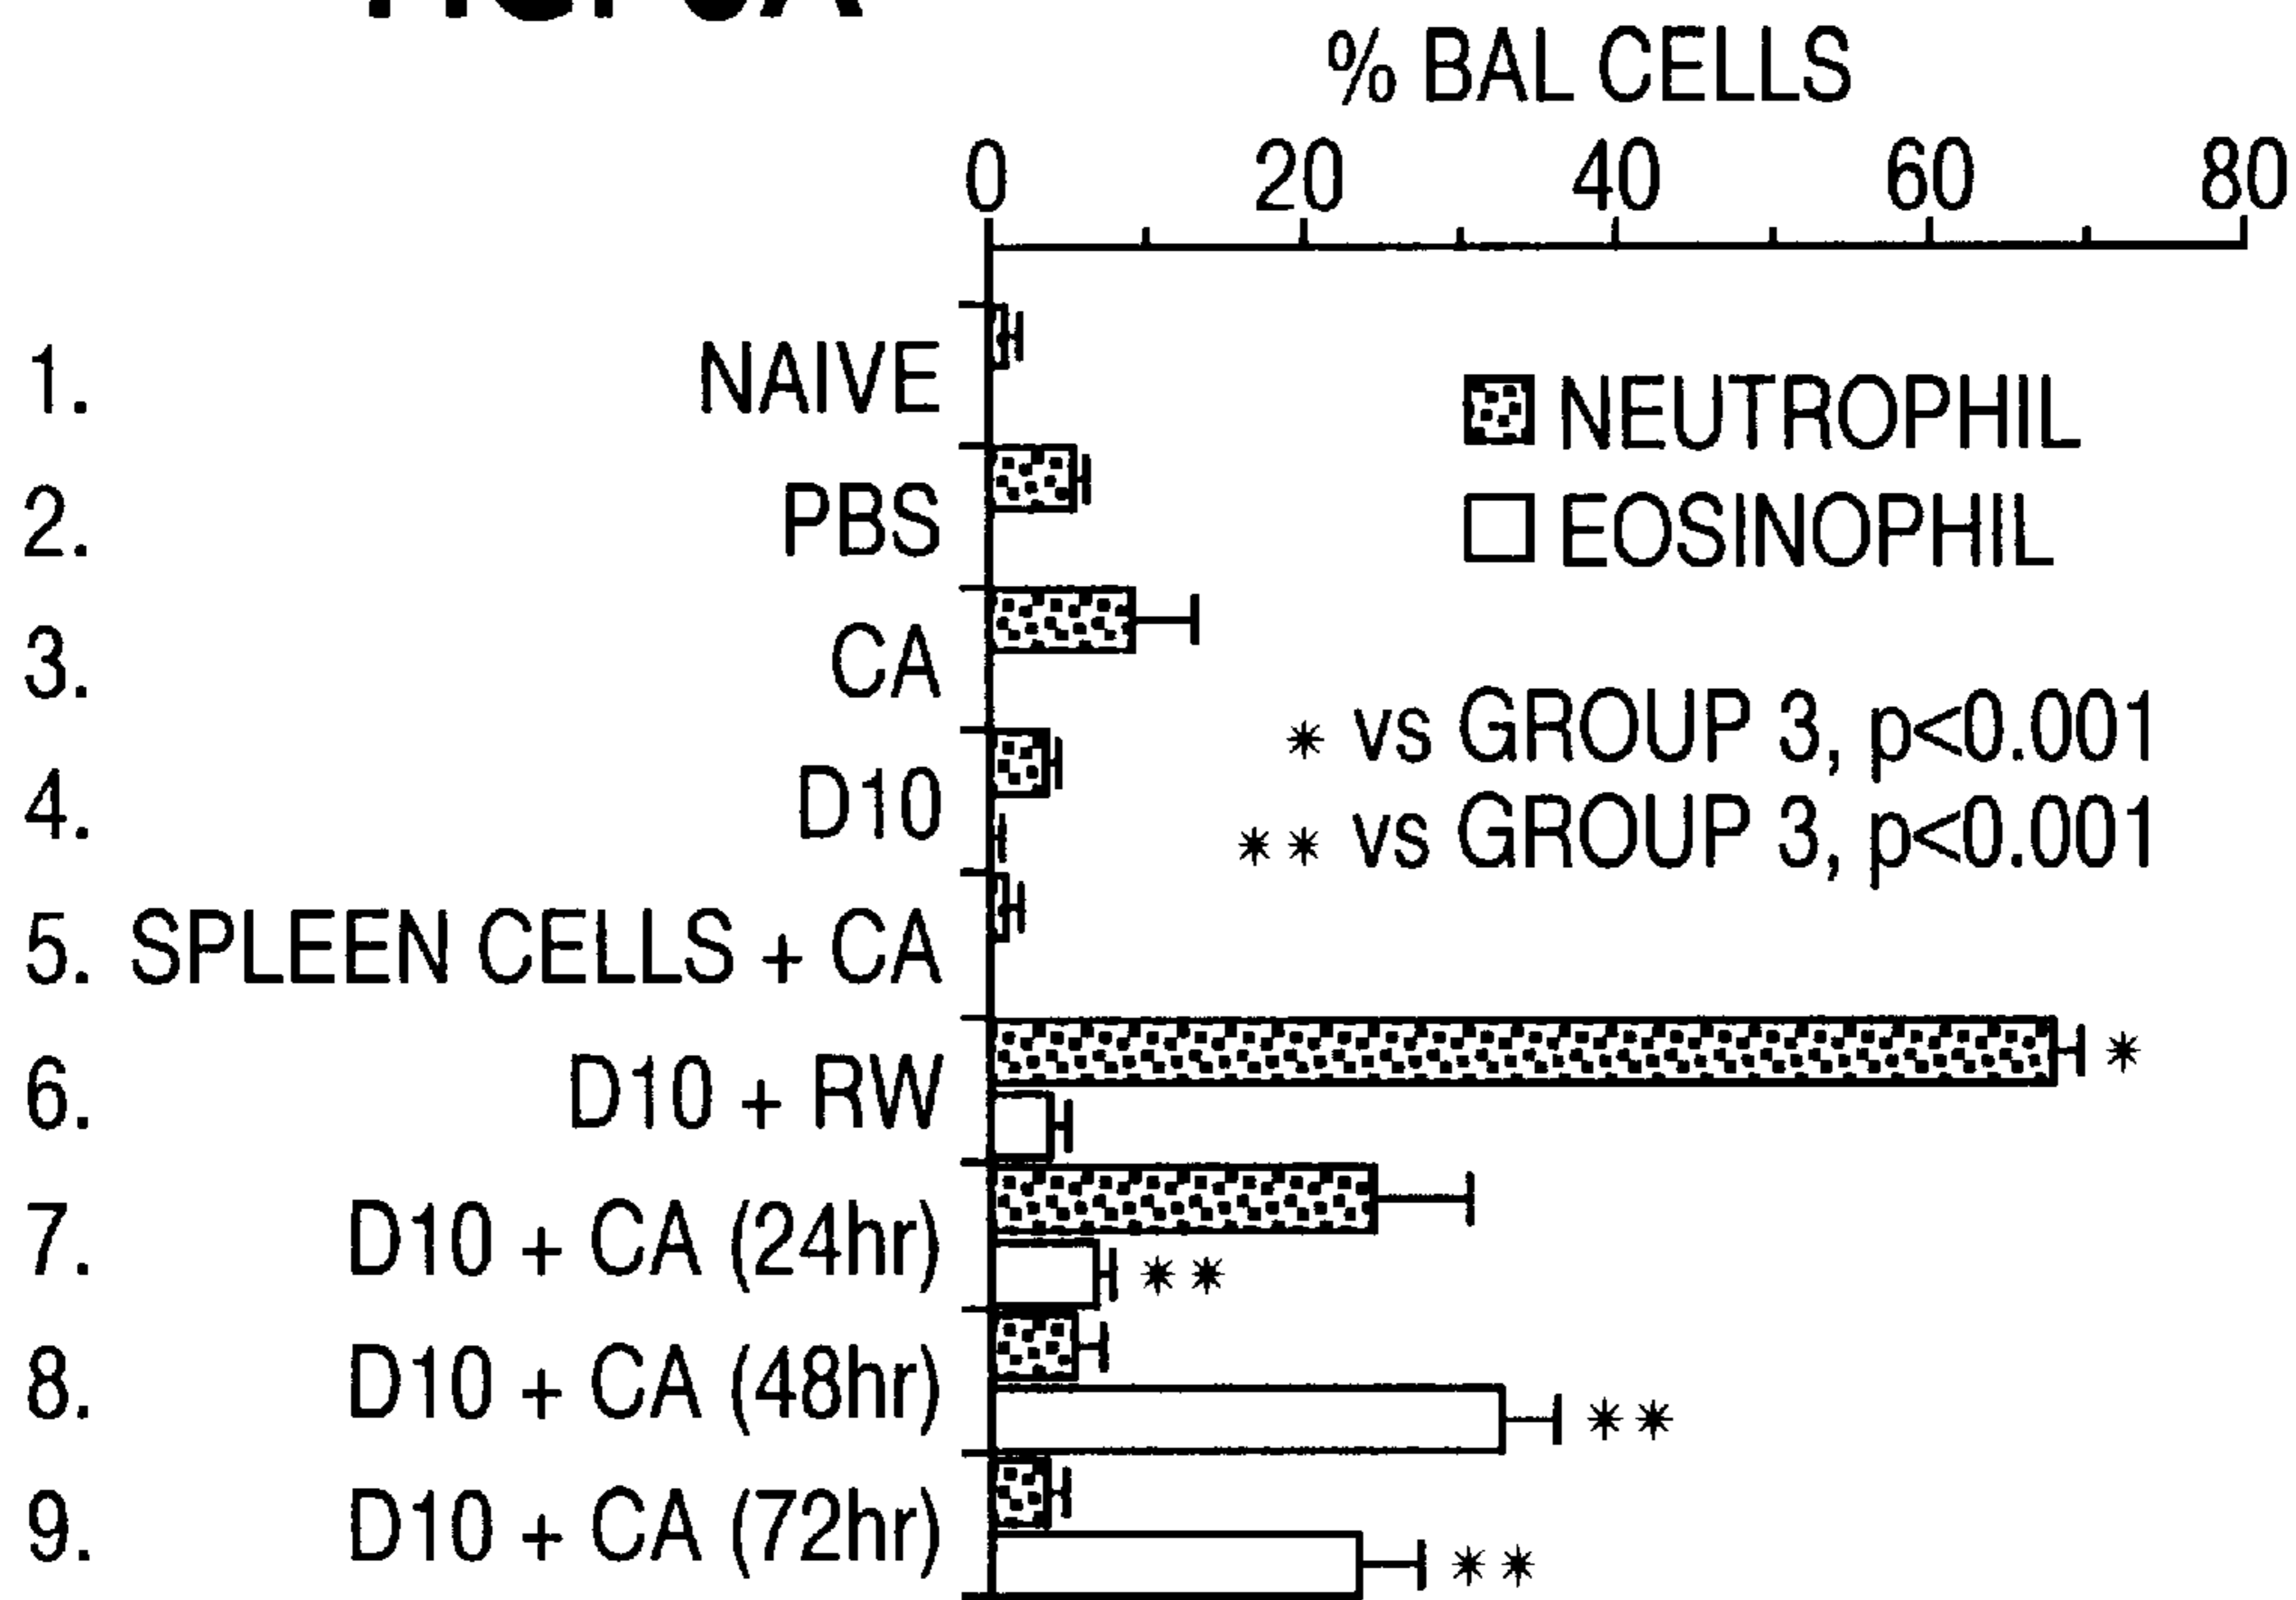 % BAL CELLS
0 20 40 60 80
1. NAIVE
NEUTROPHIL
2. PBS
EOSINOPHIL
3. CA
* vs GROUP 3, p<0.001
4. D10
** vs GROUP 3, p<0.001
5. SPLEEN CELLS + CA
6. D10 + RW
*
7. D10 + CA (24hr)
**
8. D10 + CA (48hr)
**
9. D10 + CA (72hr)
**